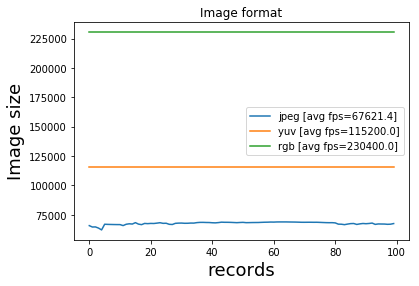 Image format
Image size
225000
200000
175000
150000
125000
100000
75000
jpeg [avg fps=67621.4]
yuv [avg fps=115200.0]
rgb [avg fps=230400.0]
0 20 40 60 80 100
records